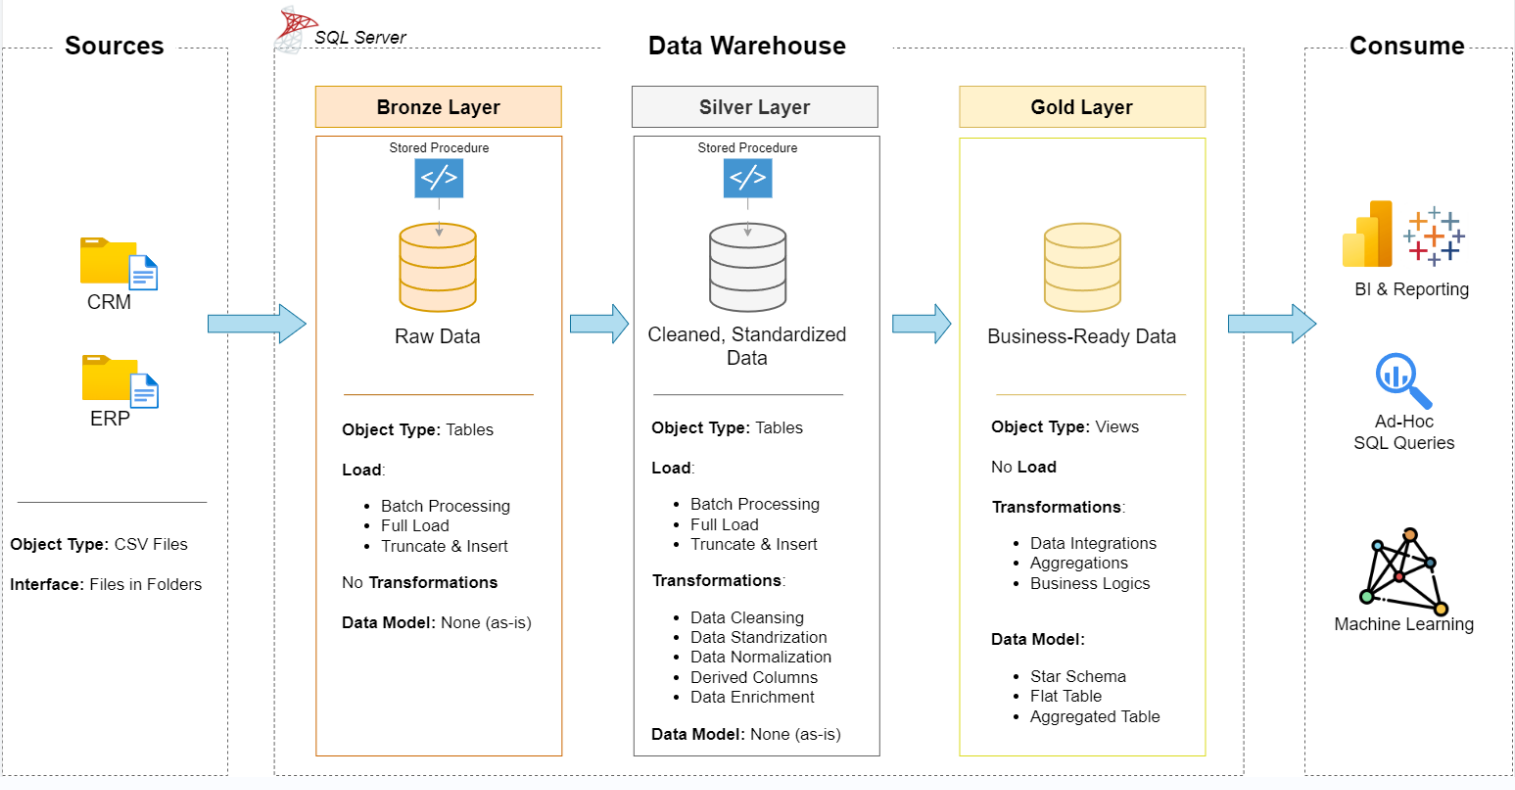 Sources
SQL Server
Data Warehouse
Consume
Bronze Layer
Silver Layer
Gold Layer
Stored Procedure
Stored Procedure
CRM
ERP
Object Type: CSV Files
Interface: Files in Folders
Raw Data
Object Type: Tables
Load:
• Batch Processing
• Full Load
• Truncate & Insert
No Transformations
Data Model: None (as-is)
Cleaned, Standardized
Data
Object Type: Tables
Load:
• Batch Processing
• Full Load
• Truncate & Insert
Transformations:
• Data Cleansing
• Data Standrization
• Data Normalization
• Derived Columns
• Data Enrichment
Data Model: None (as-is)
Business-Ready Data
Object Type: Views
No Load
Transformations:
• Data Integrations
• Aggregations
• Business Logics
Data Model:
• Star Schema
• Flat Table
• Aggregated Table
BI & Reporting
Ad-Hoc
SQL Queries
Machine Learning